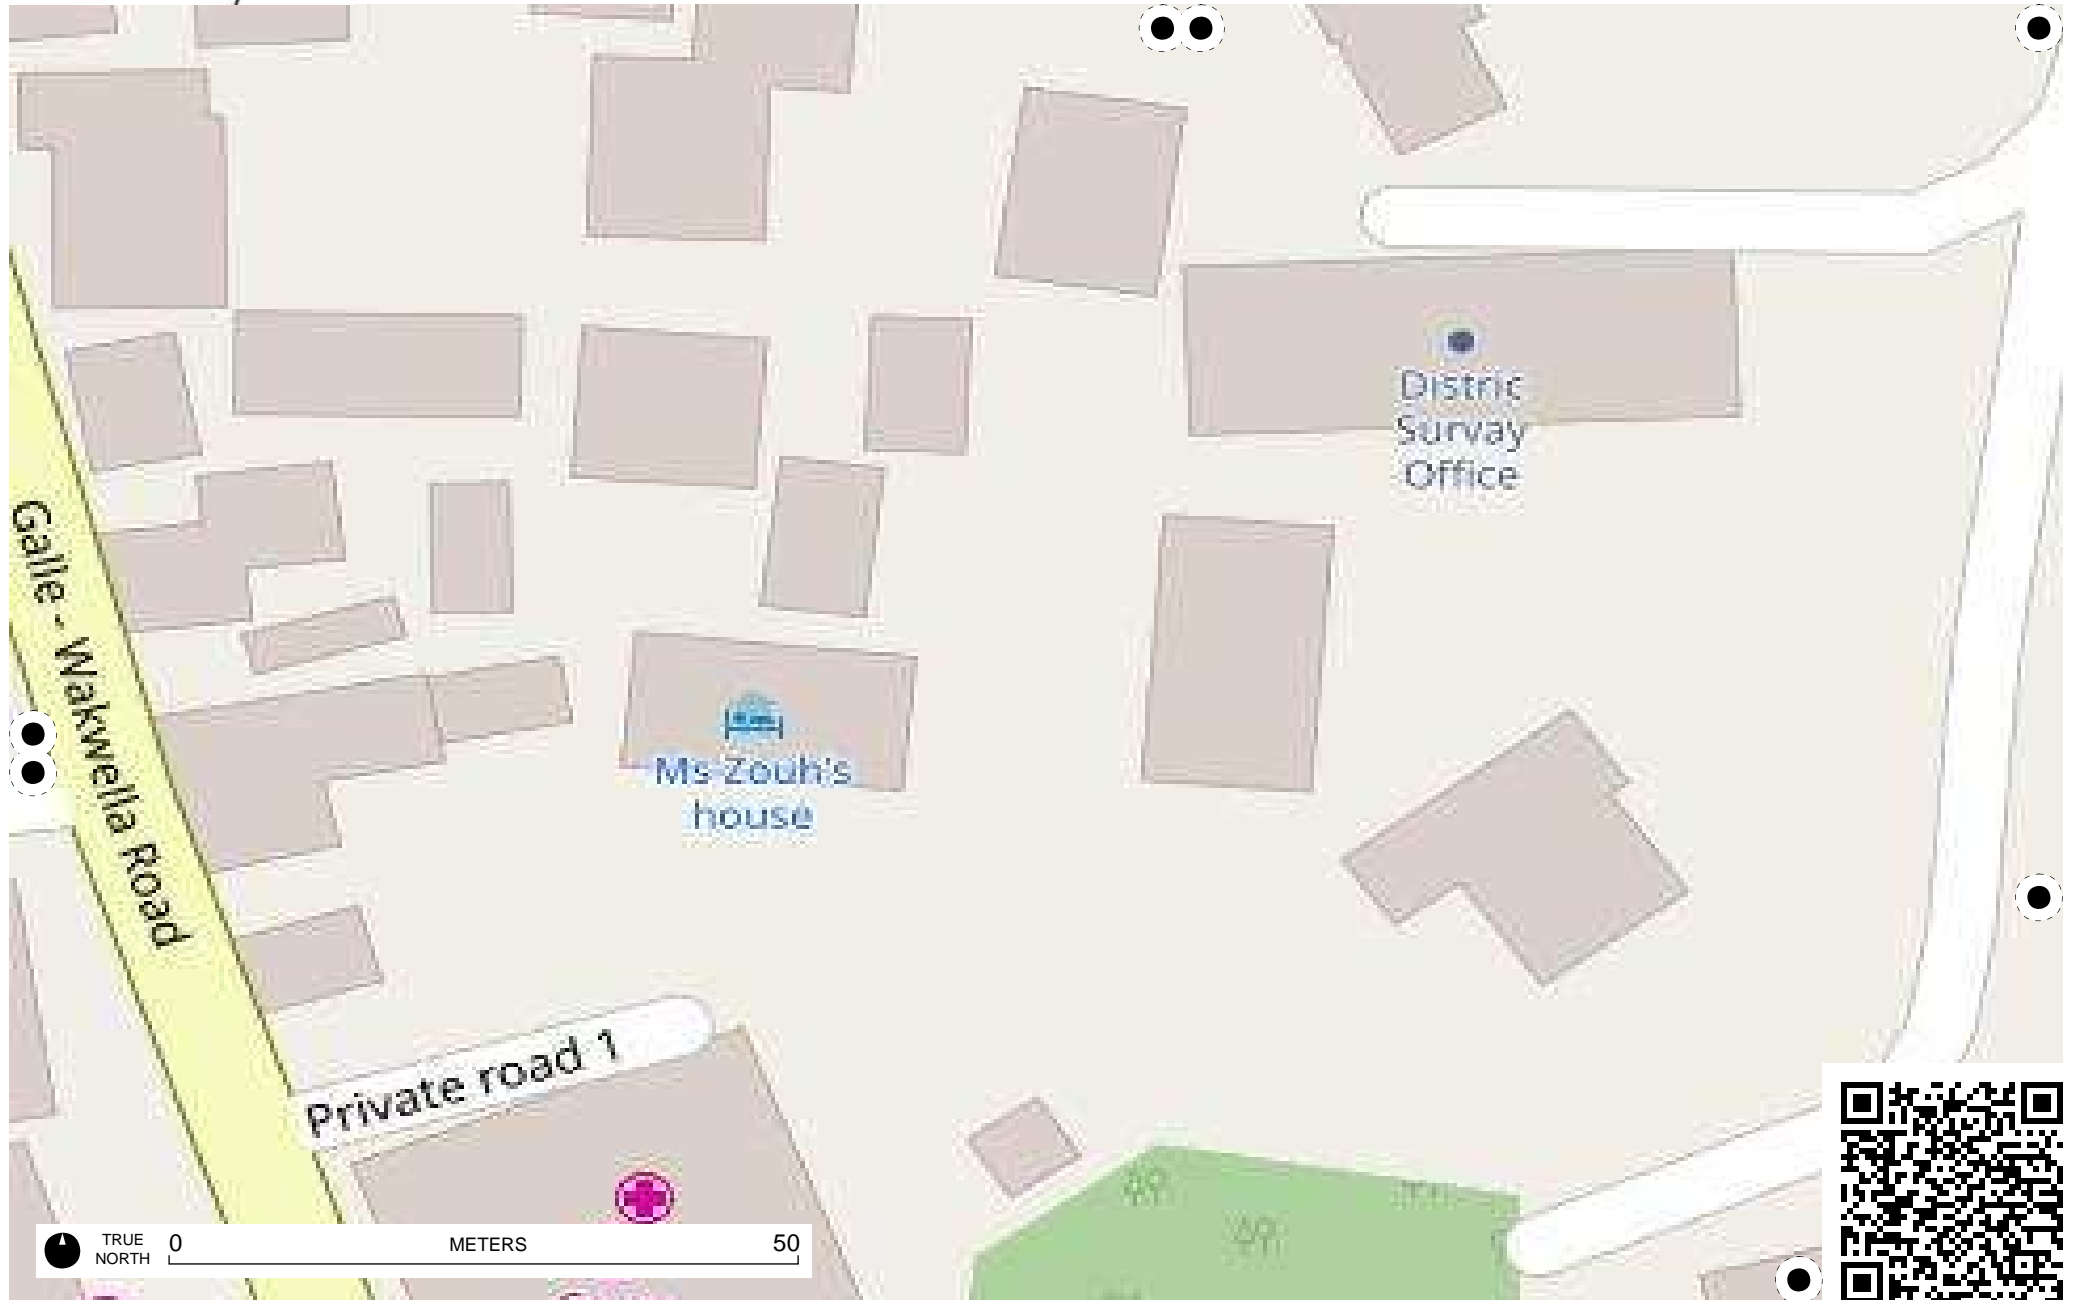 Distric
Survay
Office
Galle - Wakwella Road
Ms Zouh's
house
Private road 1
TRUE
NORTH
0
METERS
50